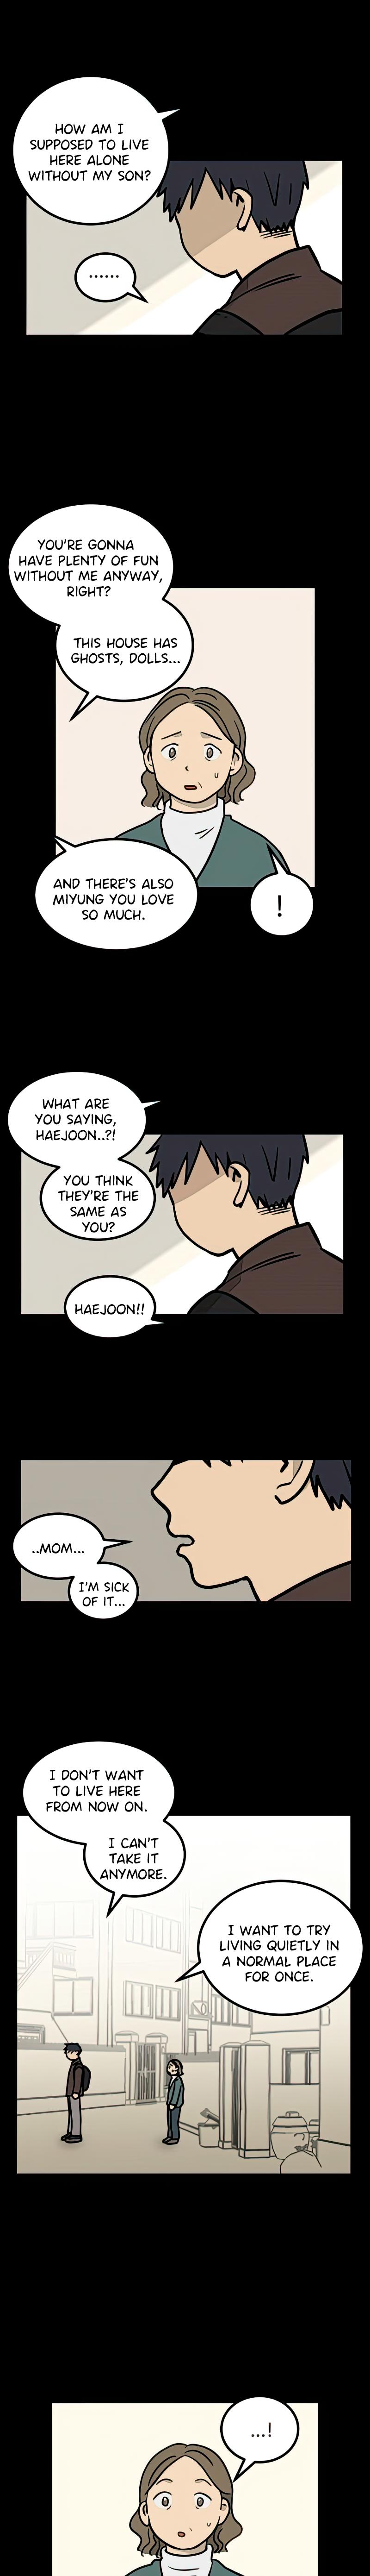 HOW AM I
SUPPOSED TO LIVE
HERE ALONE
WITHOUT MY SON?
......
YOU'RE GONNA
HAVE PLENTY OF FUN
WITHOUT ME ANYWAY,
RIGHT?
THIS HOUSE HAS
GHOSTS, DOLLS...
AND THERE'S ALSO
MIYUNG YOU LOVE
SO MUCH.
!
WHAT ARE
YOU SAYING,
HAEJOON..?!
YOU THINK
THEY'RE THE
SAME AS
YOU?
HAEJOON!!
..MOM...
I'M SICK
OF IT...
I DON'T WANT
TO LIVE HERE
FROM NOW ON.
I CAN'T
TAKE IT
ANYMORE.
I WANT TO TRY
LIVING QUIETLY IN
A NORMAL PLACE
FOR ONCE.
...!